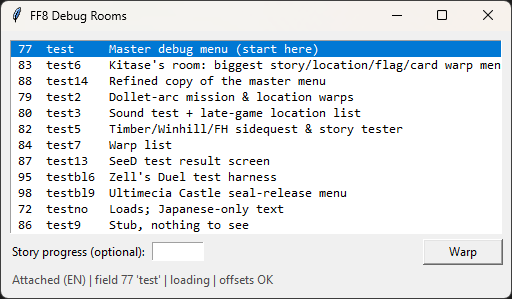 FF8 Debug Rooms
77 test Master debug menu (start here)
83 test6 Kitase's room: biggest story/location/flag/card warp men
88 test14 Refined copy of the master menu
79 test2 Dollet-arc mission & location warps
80 test3 Sound test + late-game location list
82 test5 Timber/Winhill/FH sidequest & story tester
84 test7 Warp list
87 test13 SeeD test result screen
95 testbl6 Zell's Duel test harness
98 testbl9 Ultimecia Castle seal-release menu
72 testno Loads; Japanese-only text
86 test9 Stub, nothing to see
Story progress (optional):
Warp
Attached (EN) | field 77 'test' | loading | offsets OK